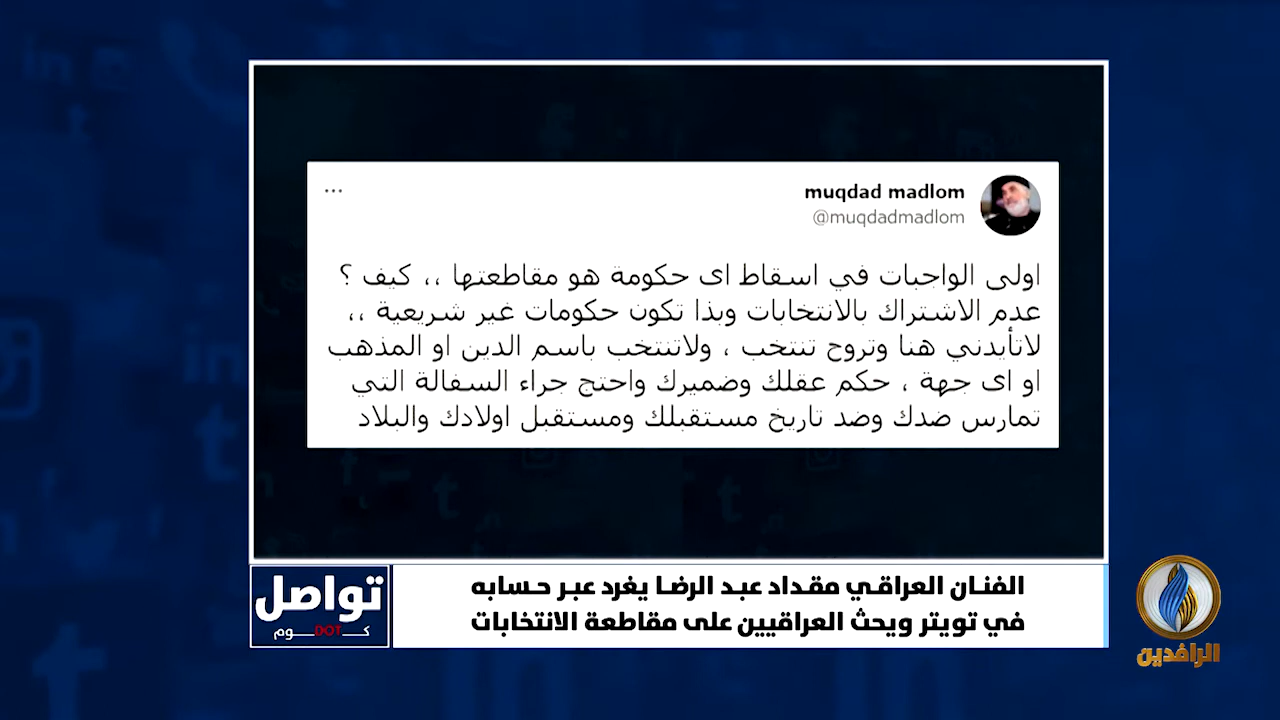 muqdad madlom
@muqdadmadlom
اولى الواجبات في اسقاط اى حكومة هو مقاطعتها ،، كيف ؟
عدم الاشتراك بالانتخابات وبذا تكون حكومات غير شريعية ،،
لاتأيدني هنا وتروح تنتخب ، ولاتنتخب باسم الدين او المذهب
او اى جهة ، حكم عقلك وضميرك واحتج جراء السفالة التي
تمارس ضدك وضد تاريخ مستقبلك ومستقبل اولادك والبلاد
الفنان العراقي مقداد عبد الرضا يغرد عبر حسابه
في تويتر ويحث العراقيين على مقاطعة الانتخابات
تواصل
DOT كــوم
الرافدين